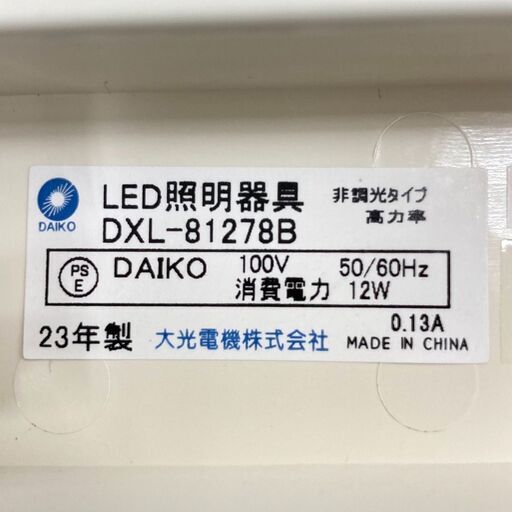 DAIKO
LED照明器具 非調光タイプ
DXL-81278B 高力率
PS E DAIKO 100V 50/60Hz
消費電力 12W
23年製 大光電機株式会社 0.13A
MADE IN CHINA